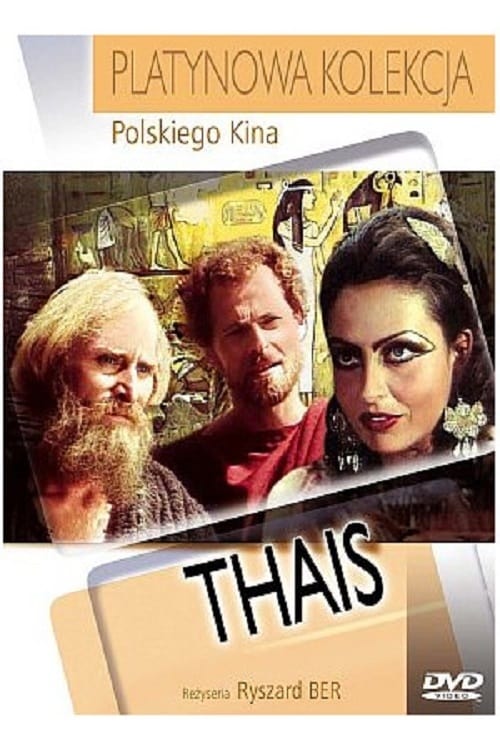 PLATYNOWA KOLEKCJA
Polskiego Kina
THAIS
Reżyseria Ryszard BER
DVD
VIDEO